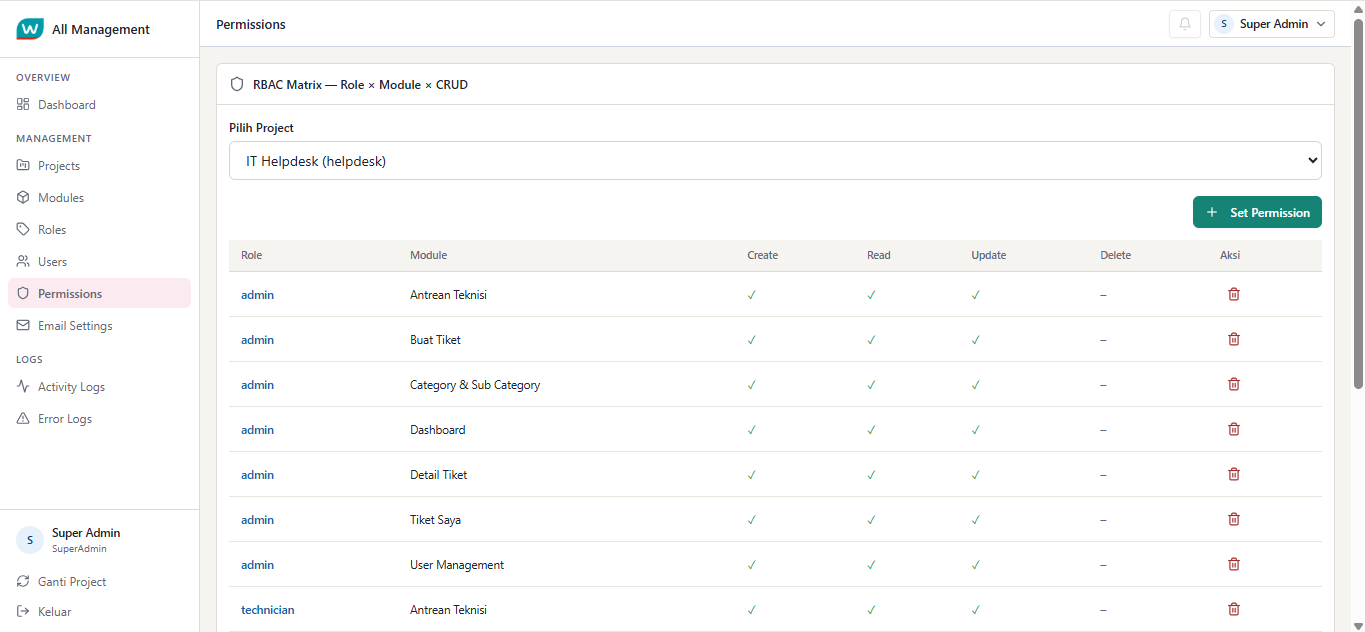 W All Management
Permissions
S Super Admin
OVERVIEW
Dashboard
MANAGEMENT
Projects
Modules
Roles
Users
Permissions
Email Settings
LOGS
Activity Logs
Error Logs
S Super Admin
SuperAdmin
Ganti Project
Keluar
RBAC Matrix — Role × Module × CRUD
Pilih Project
IT Helpdesk (helpdesk)
+ Set Permission
Role Module Create Read Update Delete Aksi
admin Antrean Teknisi ✓ ✓ ✓ –
admin Buat Tiket ✓ ✓ ✓ –
admin Category & Sub Category ✓ ✓ ✓ –
admin Dashboard ✓ ✓ ✓ –
admin Detail Tiket ✓ ✓ ✓ –
admin Tiket Saya ✓ ✓ ✓ –
admin User Management ✓ ✓ ✓ –
technician Antrean Teknisi ✓ ✓ ✓ –